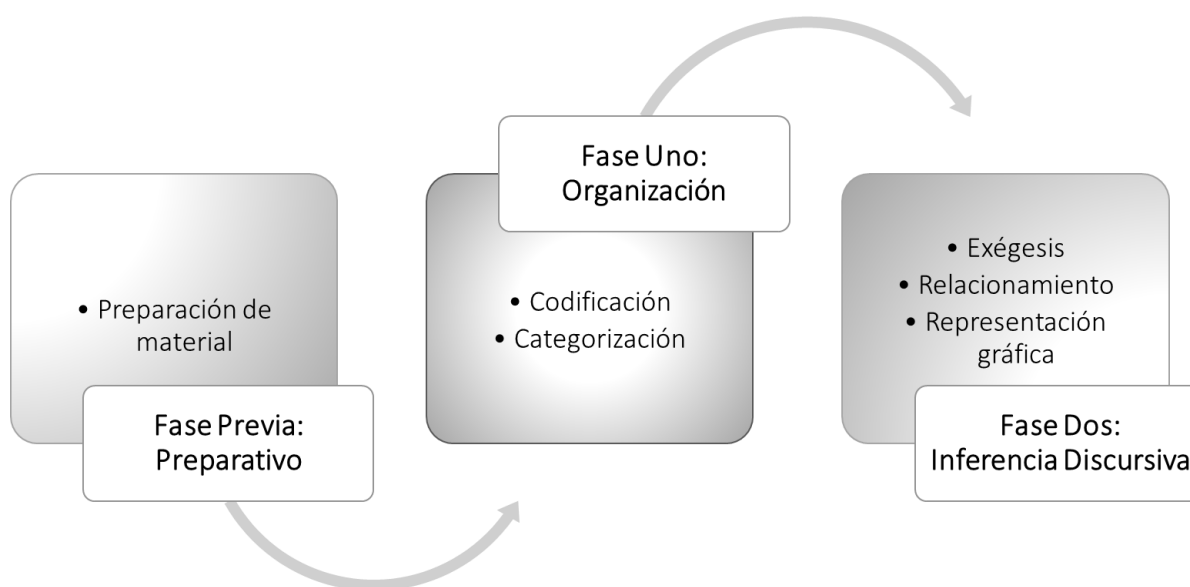 • Preparación de
material
Fase Previa:
Preparativo
Fase Uno:
Organización
• Codificación
• Categorización
• Exégesis
• Relacionamiento
• Representación
gráfica
Fase Dos:
Inferencia Discursiva